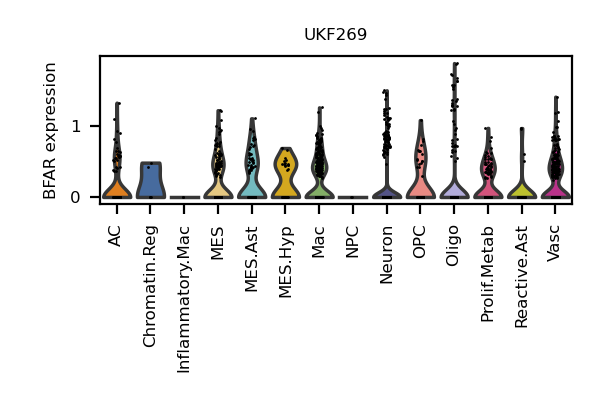 UKF269
BFAR expression
1
0
AC
Chromatin.Reg
Inflammatory.Mac
MES
MES.Ast
MES.Hyp
Mac
NPC
Neuron
OPC
Oligo
Prolif.Metab
Reactive.Ast
Vasc